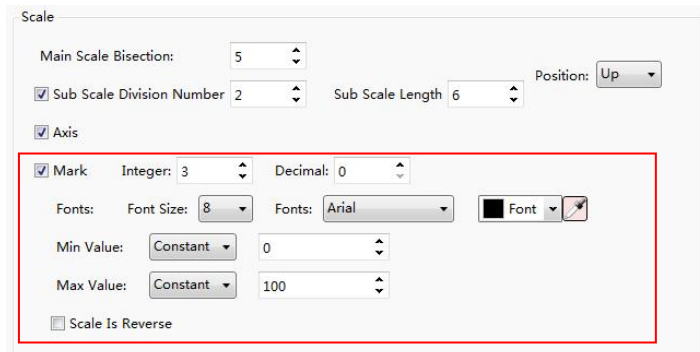 Scale
Main Scale Bisection: 5
Position: Up
Sub Scale Division Number 2 Sub Scale Length 6
Axis
Mark Integer: 3 Decimal: 0
Fonts: Font Size: 8 Fonts: Arial Font
Min Value: Constant 0
Max Value: Constant 100
Scale Is Reverse